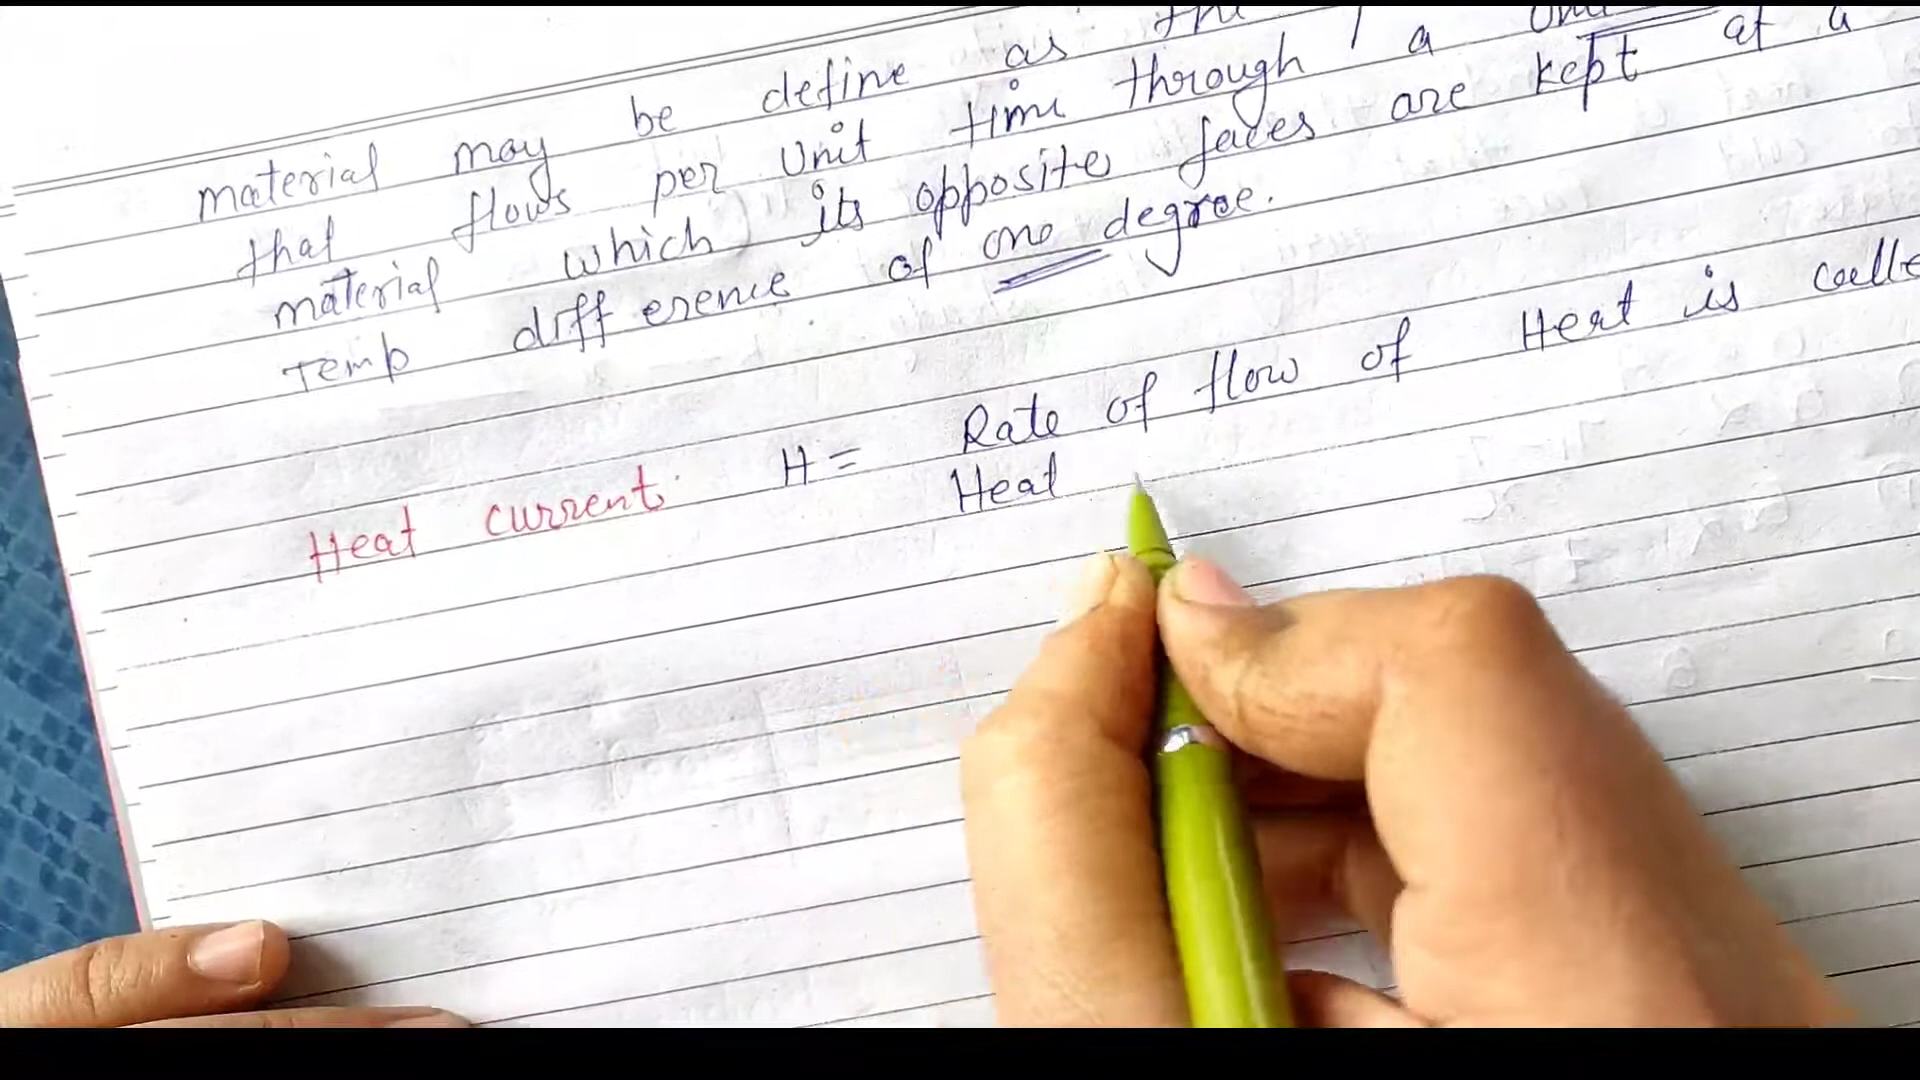 material may be define as the
that flows per unit time through a
material which its opposite faces are kept at a
Temp difference of one degree.
Heat current. H = Rate of flow of Heat is calle
Heat